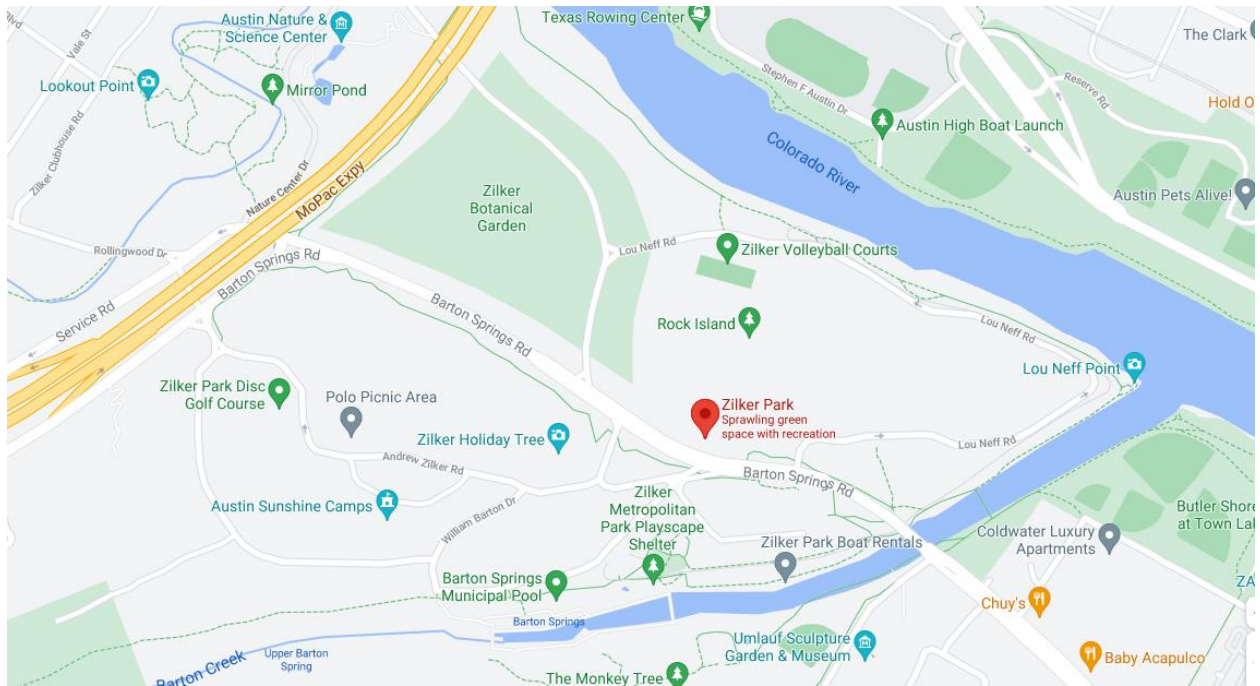 Texas Rowing Center
The Clark
Austin Nature &
Science Center
Vale St
Blvd
Lookout Point
Mirror Pond
Stephen F Austin Dr
Reserve Rd
Hold O
Austin High Boat Launch
Colorado River
Zilker Clubhouse Rd
Nature Center Dr
MoPac Expy
Zilker
Botanical
Garden
Austin Pets Alive!
Rollingwood Dr
Barton Springs Rd
Lou Neff Rd
Zilker Volleyball Courts
Service Rd
Barton Springs Rd
Rock Island
Lou Neff Rd
Lou Neff Point
Zilker Park Disc
Golf Course
Polo Picnic Area
Zilker Park
Sprawling green
space with recreation
Zilker Holiday Tree
Lou Neff Rd
Andrew Zilker Rd
Barton Springs Rd
Austin Sunshine Camps
William Barton Dr
Zilker
Metropolitan
Park Playscape
Shelter
Butler Shore
at Town La
Coldwater Luxury
Apartments
Zilker Park Boat Rentals
Barton Springs
Municipal Pool
ZA
Chuy's
Barton Springs
Umlauf Sculpture
Garden & Museum
Upper Barton
Spring
Baby Acapulco
Barton Creek
The Monkey Tree